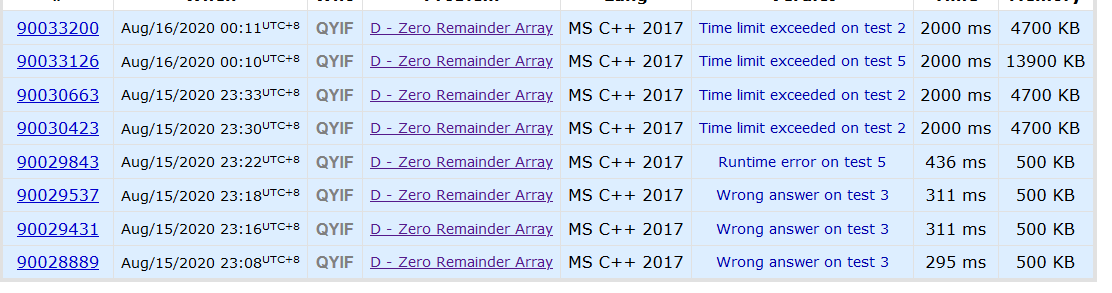 90033200 Aug/16/2020 00:11UTC+8 QYIF D - Zero Remainder Array MS C++ 2017 Time limit exceeded on test 2 2000 ms 4700 KB
90033126 Aug/16/2020 00:10UTC+8 QYIF D - Zero Remainder Array MS C++ 2017 Time limit exceeded on test 5 2000 ms 13900 KB
90030663 Aug/15/2020 23:33UTC+8 QYIF D - Zero Remainder Array MS C++ 2017 Time limit exceeded on test 2 2000 ms 4700 KB
90030423 Aug/15/2020 23:30UTC+8 QYIF D - Zero Remainder Array MS C++ 2017 Time limit exceeded on test 2 2000 ms 4700 KB
90029843 Aug/15/2020 23:22UTC+8 QYIF D - Zero Remainder Array MS C++ 2017 Runtime error on test 5 436 ms 500 KB
90029537 Aug/15/2020 23:18UTC+8 QYIF D - Zero Remainder Array MS C++ 2017 Wrong answer on test 3 311 ms 500 KB
90029431 Aug/15/2020 23:16UTC+8 QYIF D - Zero Remainder Array MS C++ 2017 Wrong answer on test 3 311 ms 500 KB
90028889 Aug/15/2020 23:08UTC+8 QYIF D - Zero Remainder Array MS C++ 2017 Wrong answer on test 3 295 ms 500 KB